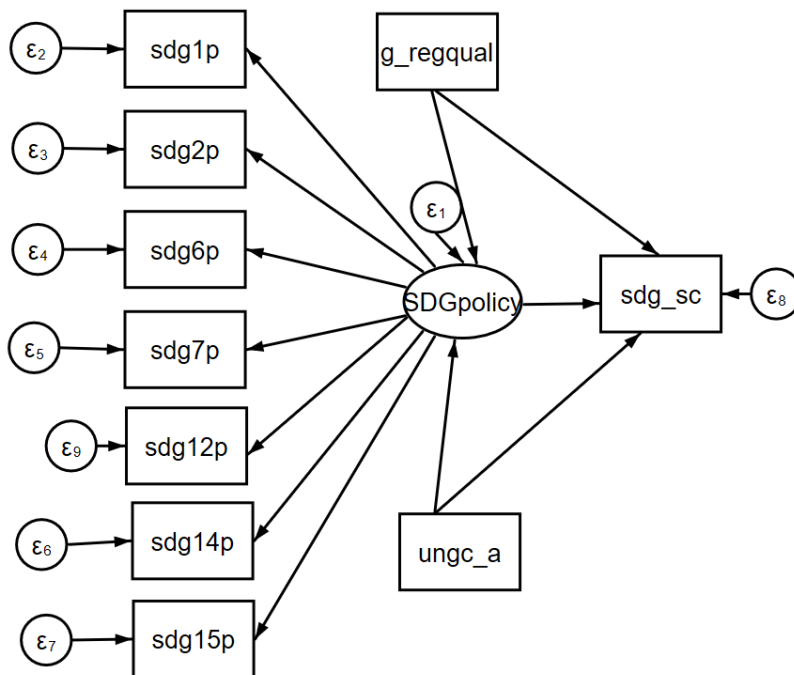 ε2
sdg1p
g_regqual
ε3
sdg2p
ε1
ε4
sdg6p
SDGpolicy
sdg_sc
ε8
ε5
sdg7p
ε9
sdg12p
ε6
sdg14p
ungc_a
ε7
sdg15p